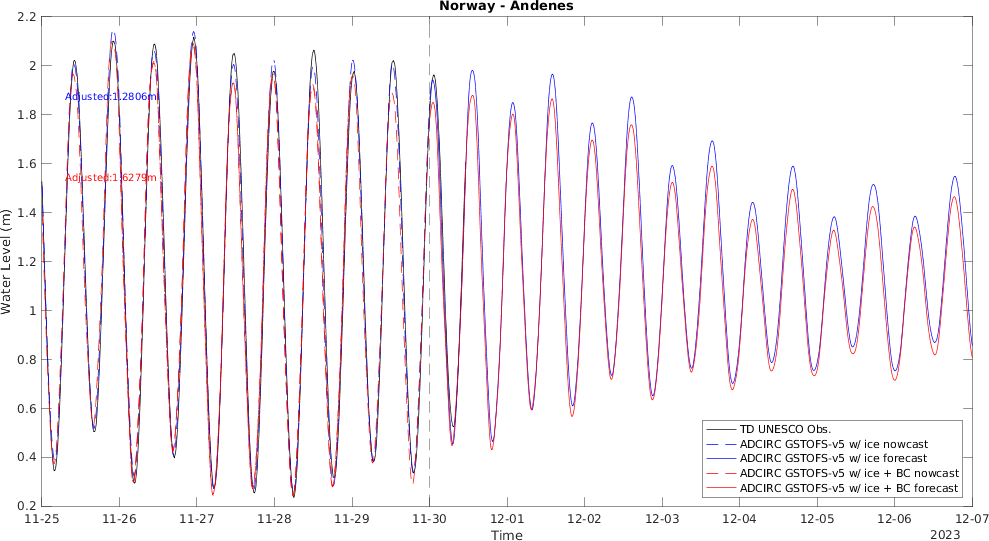 Norway - Andenes
2.2
2
1.8
1.6
1.4
1.2
1
0.8
0.6
0.4
0.2
Water Level (m)
Adjusted:1.2806m
Adjusted:1.6279m
TD UNESCO Obs.
ADCIRC GSTOFS-v5 w/ ice nowcast
ADCIRC GSTOFS-v5 w/ ice forecast
ADCIRC GSTOFS-v5 w/ ice + BC nowcast
ADCIRC GSTOFS-v5 w/ ice + BC forecast
11-25 11-26 11-27 11-28 11-29 11-30 12-01 12-02 12-03 12-04 12-05 12-06 12-07
Time
2023